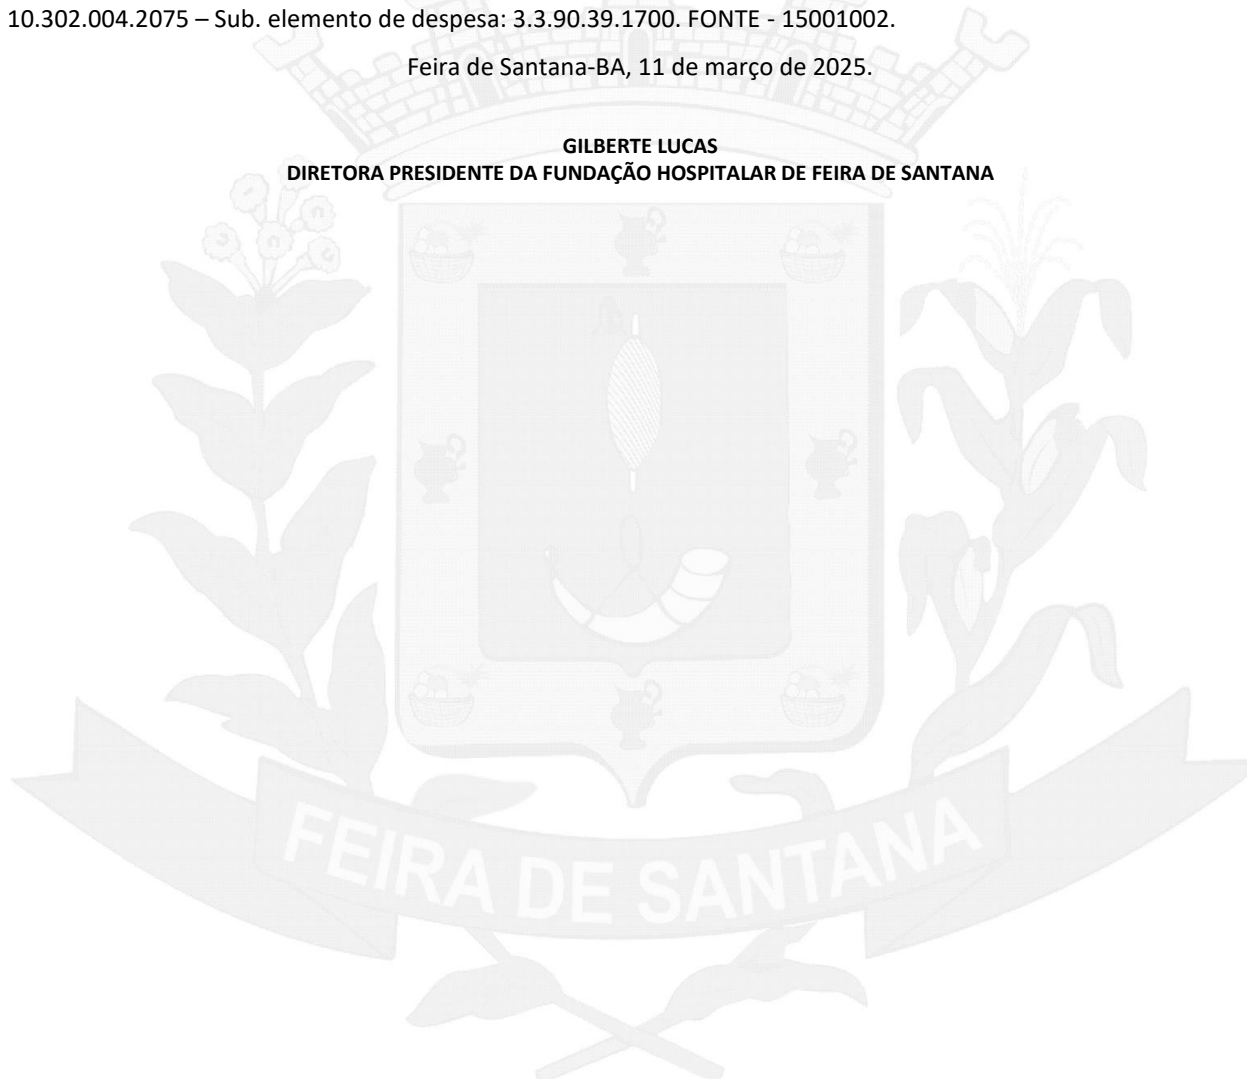 10.302.004.2075 – Sub. elemento de despesa: 3.3.90.39.1700. FONTE - 15001002.
Feira de Santana-BA, 11 de março de 2025.
GILBERTE LUCAS
DIRETORA PRESIDENTE DA FUNDAÇÃO HOSPITALAR DE FEIRA DE SANTANA
FEIRA DE SANTANA